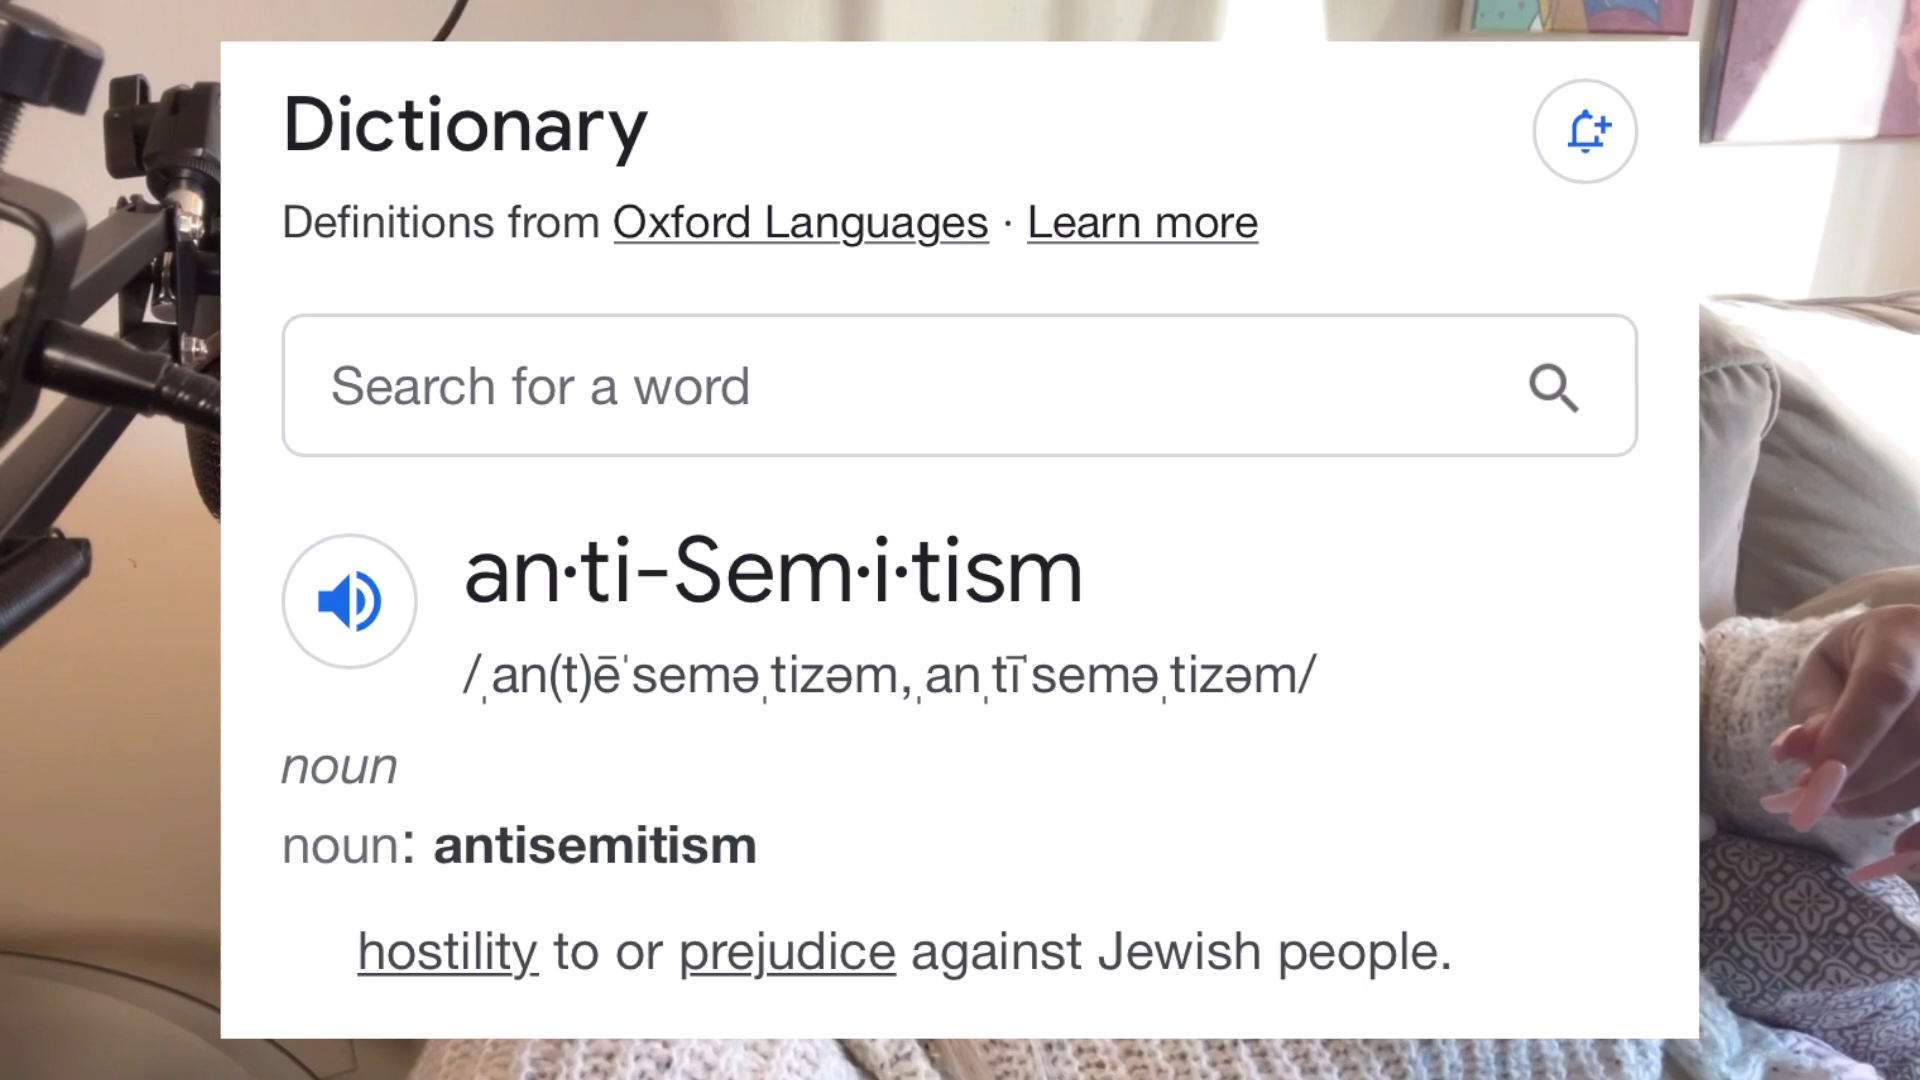 Dictionary
Definitions from Oxford Languages · Learn more
Search for a word
an·ti-Sem·i·tism
/ˌan(t)ēˈseməˌtizəm,ˌanˌtīˈseməˌtizəm/
noun
noun: antisemitism
hostility to or prejudice against Jewish people.